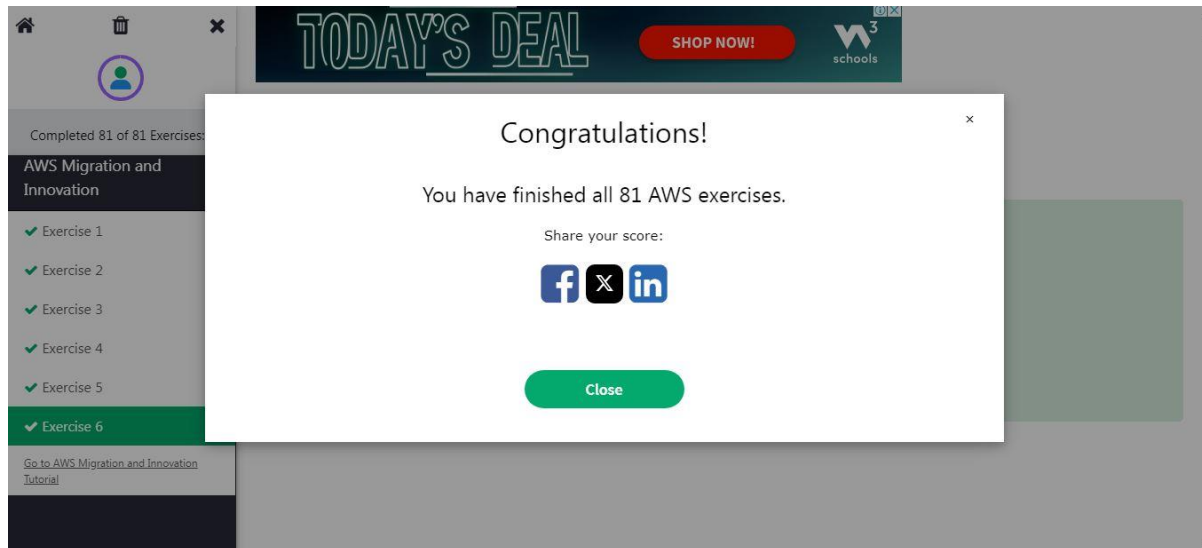 TODAY'S DEAL
SHOP NOW!
3
schools
Completed 81 of 81 Exercises:
AWS Migration and
Innovation
Exercise 1
Exercise 2
Exercise 3
Exercise 4
Exercise 5
Exercise 6
Go to AWS Migration and Innovation
Tutorial
Congratulations!
×
You have finished all 81 AWS exercises.
Share your score:
f X in
Close